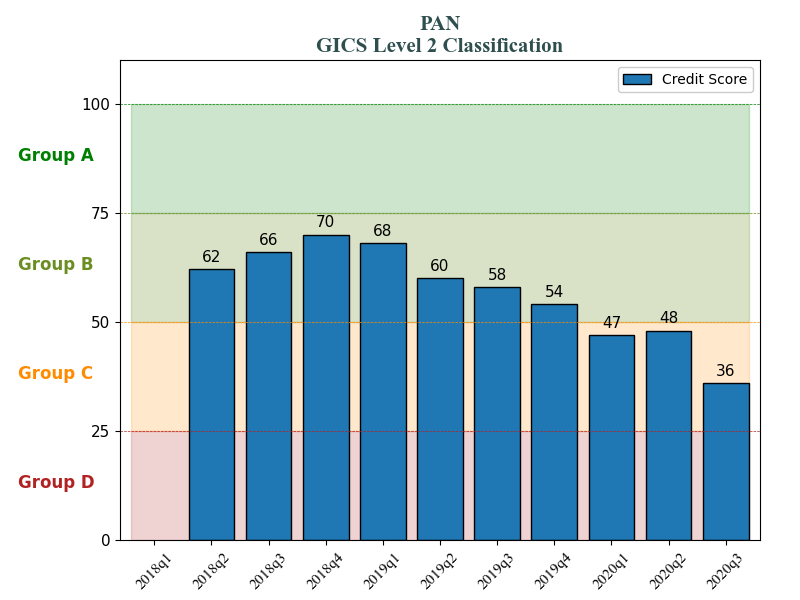 PAN
GICS Level 2 Classification
Credit Score
100
Group A
75
70
68
66
62
Group B
60
58
54
50
48
47
36
Group C
25
Group D
0
2018q1
2018q2
2018q3
2018q4
2019q1
2019q2
2019q3
2019q4
2020q1
2020q2
2020q3